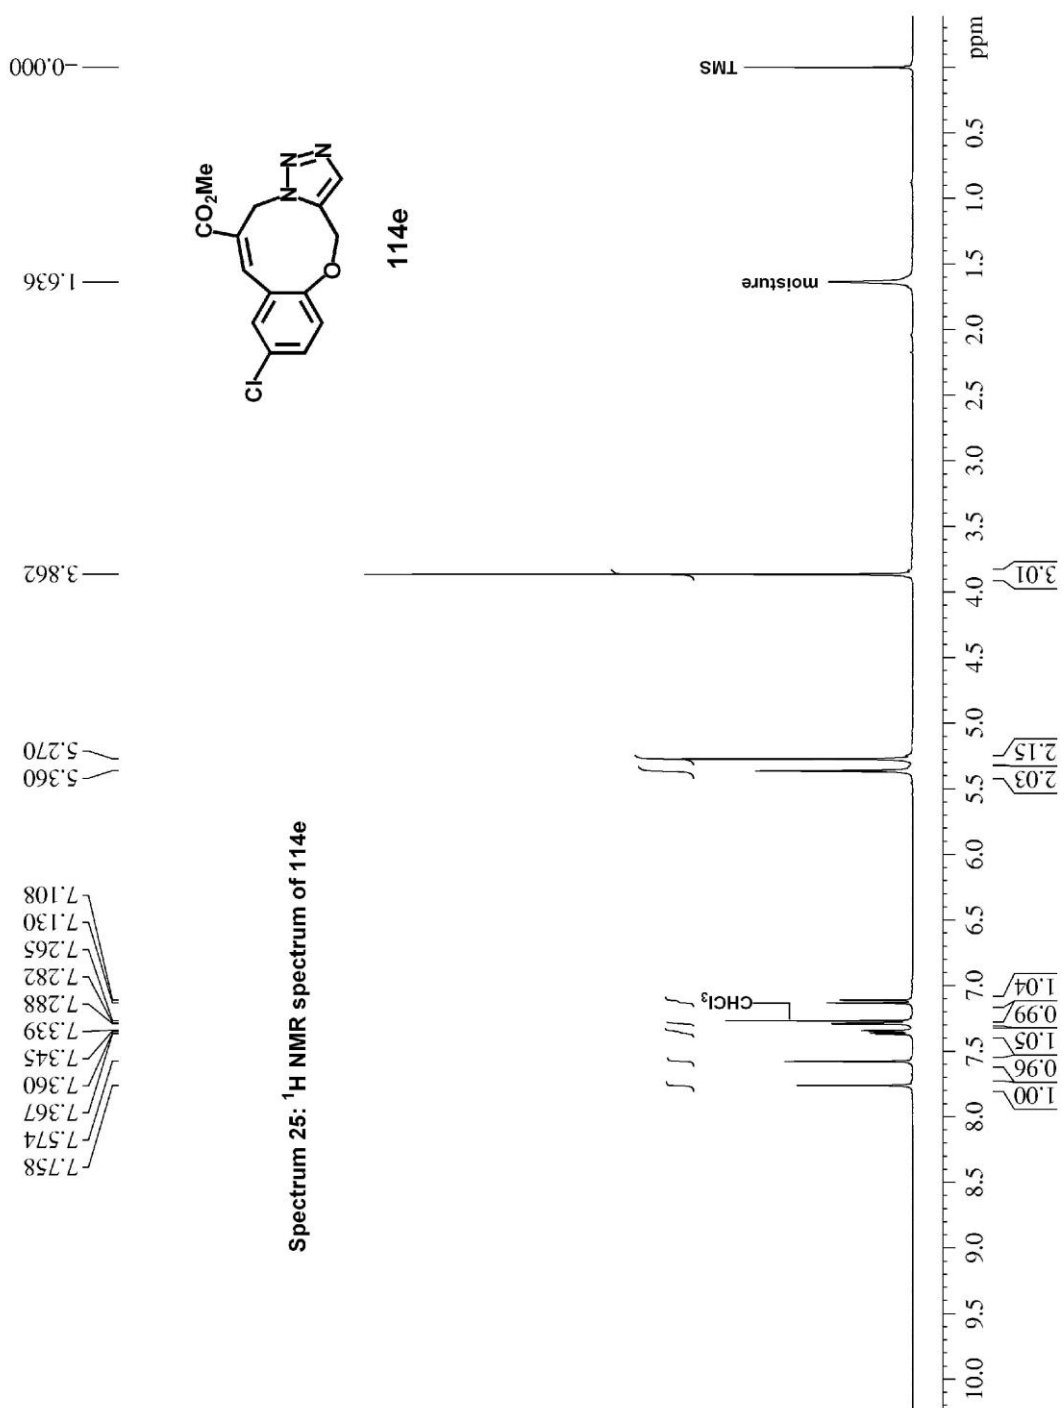 7.758
7.574
7.367
7.360
7.345
7.339
7.288
7.282
7.265
7.130
7.108
5.360
5.270
3.862
1.636
-0.000
CO₂Me
Cl
O
N
N
N
114e
Spectrum 25: ¹H NMR spectrum of 114e
CHCl₃
moisture
TMS
10.0 9.5 9.0 8.5 8.0 7.5 7.0 6.5 6.0 5.5 5.0 4.5 4.0 3.5 3.0 2.5 2.0 1.5 1.0 0.5 ppm
1.00
0.96
1.05
0.99
1.04
2.03
2.15
3.01